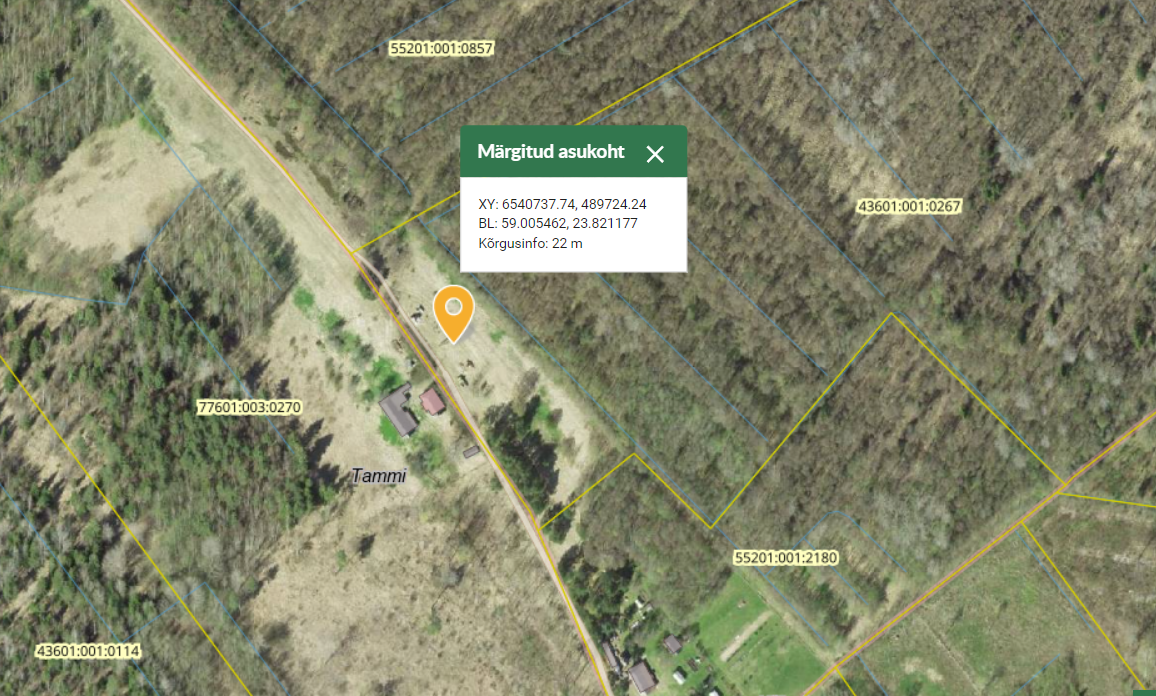 55201:001:0857
Märgitud asukoht
XY: 6540737.74, 489724.24
BL: 59.005462, 23.821177
Kõrgusinfo: 22 m
43601:001:0267
77601:003:0270
Tammi
55201:001:2180
43601:001:0114